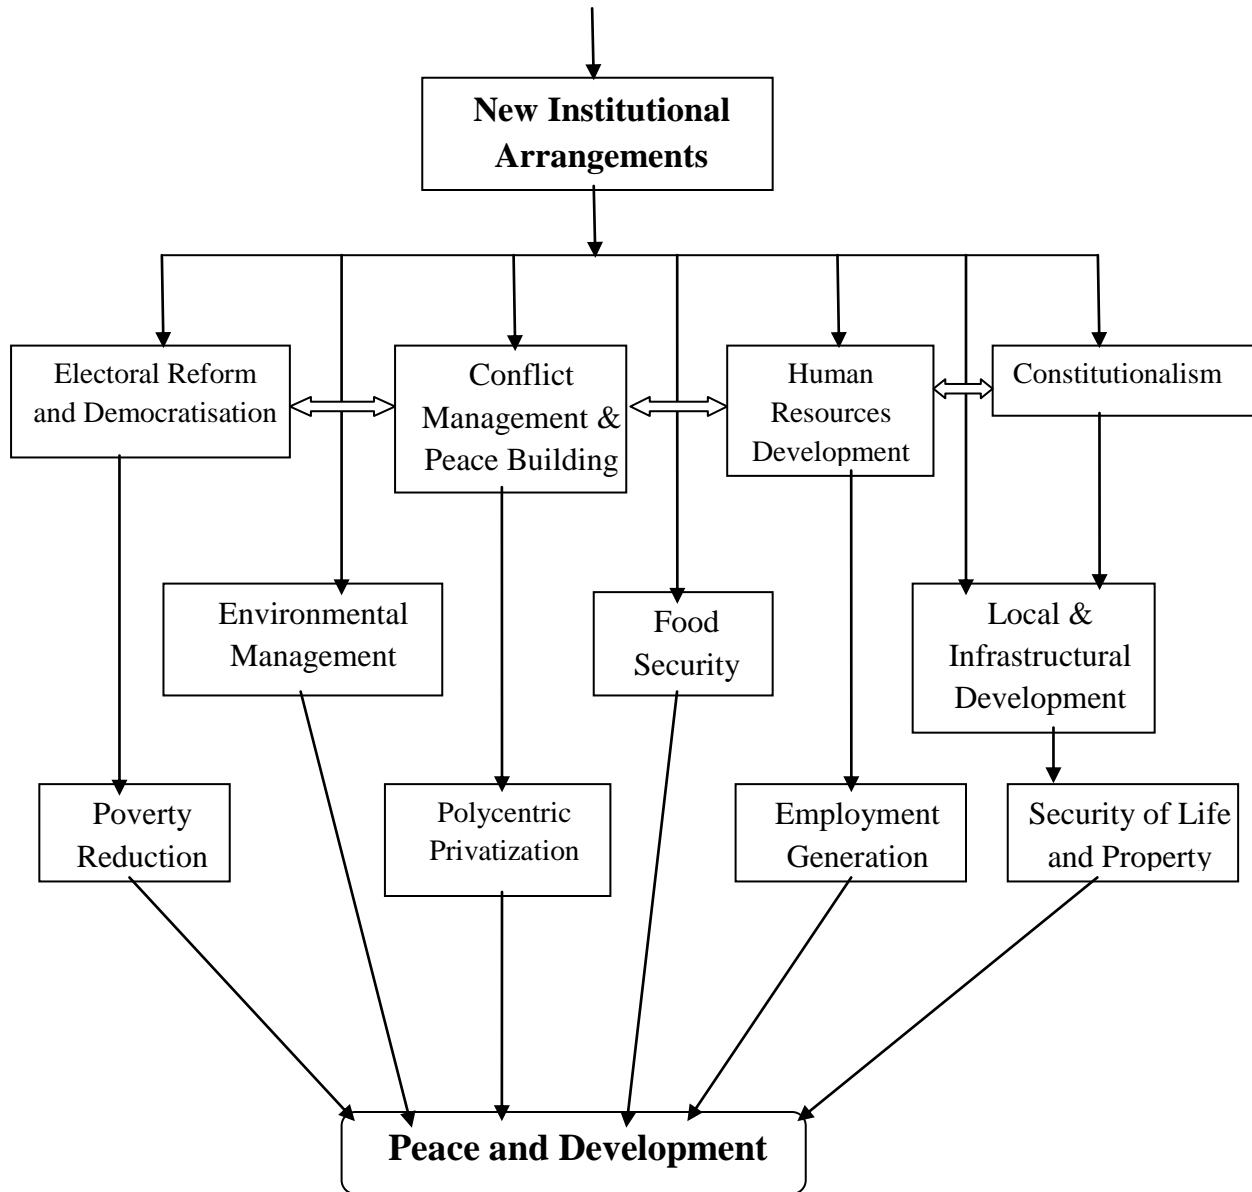 New Institutional
Arrangements
Electoral Reform
and Democratisation
Conflict
Management &
Peace Building
Human
Resources
Development
Constitutionalism
Environmental
Management
Food
Security
Local &
Infrastructural
Development
Poverty
Reduction
Polycentric
Privatization
Employment
Generation
Security of Life
and Property
Peace and Development